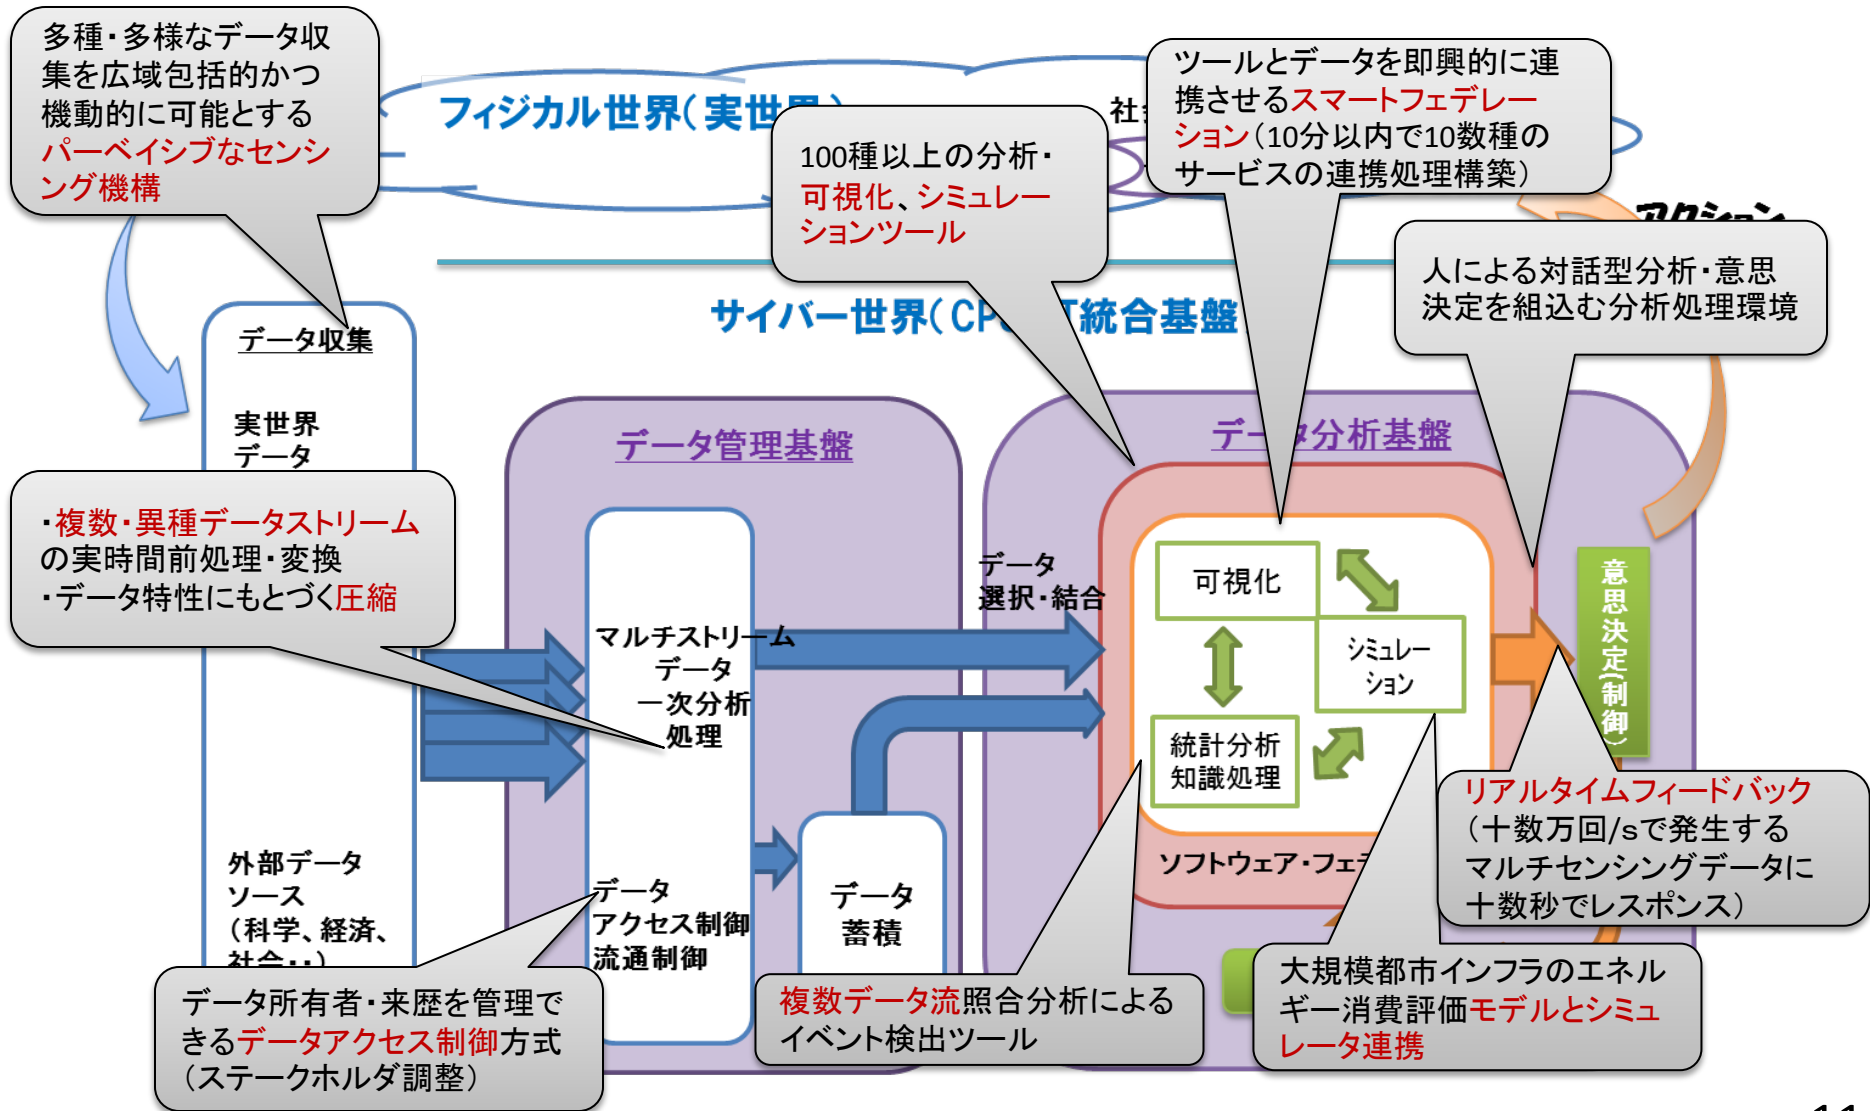 多種・多様なデータ収
集を広域包括的かつ
機動的に可能とする
パーベイシブなセンシ
ング機構
フィジカル世界(実世界)
社
ツールとデータを即興的に連
携させるスマートフェデレー
ション(10分以内で10数種の
サービスの連携処理構築)
100種以上の分析・
可視化、シミュレー
ションツール
アクション
人による対話型分析・意思
決定を組込む分析処理環境
サイバー世界(CP
T統合基盤
データ収集
実世界
データ
データ管理基盤
データ分析基盤
・複数・異種データストリーム
の実時間前処理・変換
・データ特性にもとづく圧縮
データ
選択・結合
可視化
シミュレー
ション
統計分析
知識処理
意思決定(制御)
マルチストリーム
データ
一次分析
処理
リアルタイムフィードバック
(十数万回/sで発生する
マルチセンシングデータに
十数秒でレスポンス)
ソフトウェア・フェデ
外部データ
ソース
(科学、経済、
社会・・)
データ
アクセス制御
流通制御
データ
蓄積
データ所有者・来歴を管理で
きるデータアクセス制御方式
(ステークホルダ調整)
複数データ流照合分析による
イベント検出ツール
大規模都市インフラのエネル
ギー消費評価モデルとシミュ
レータ連携
11